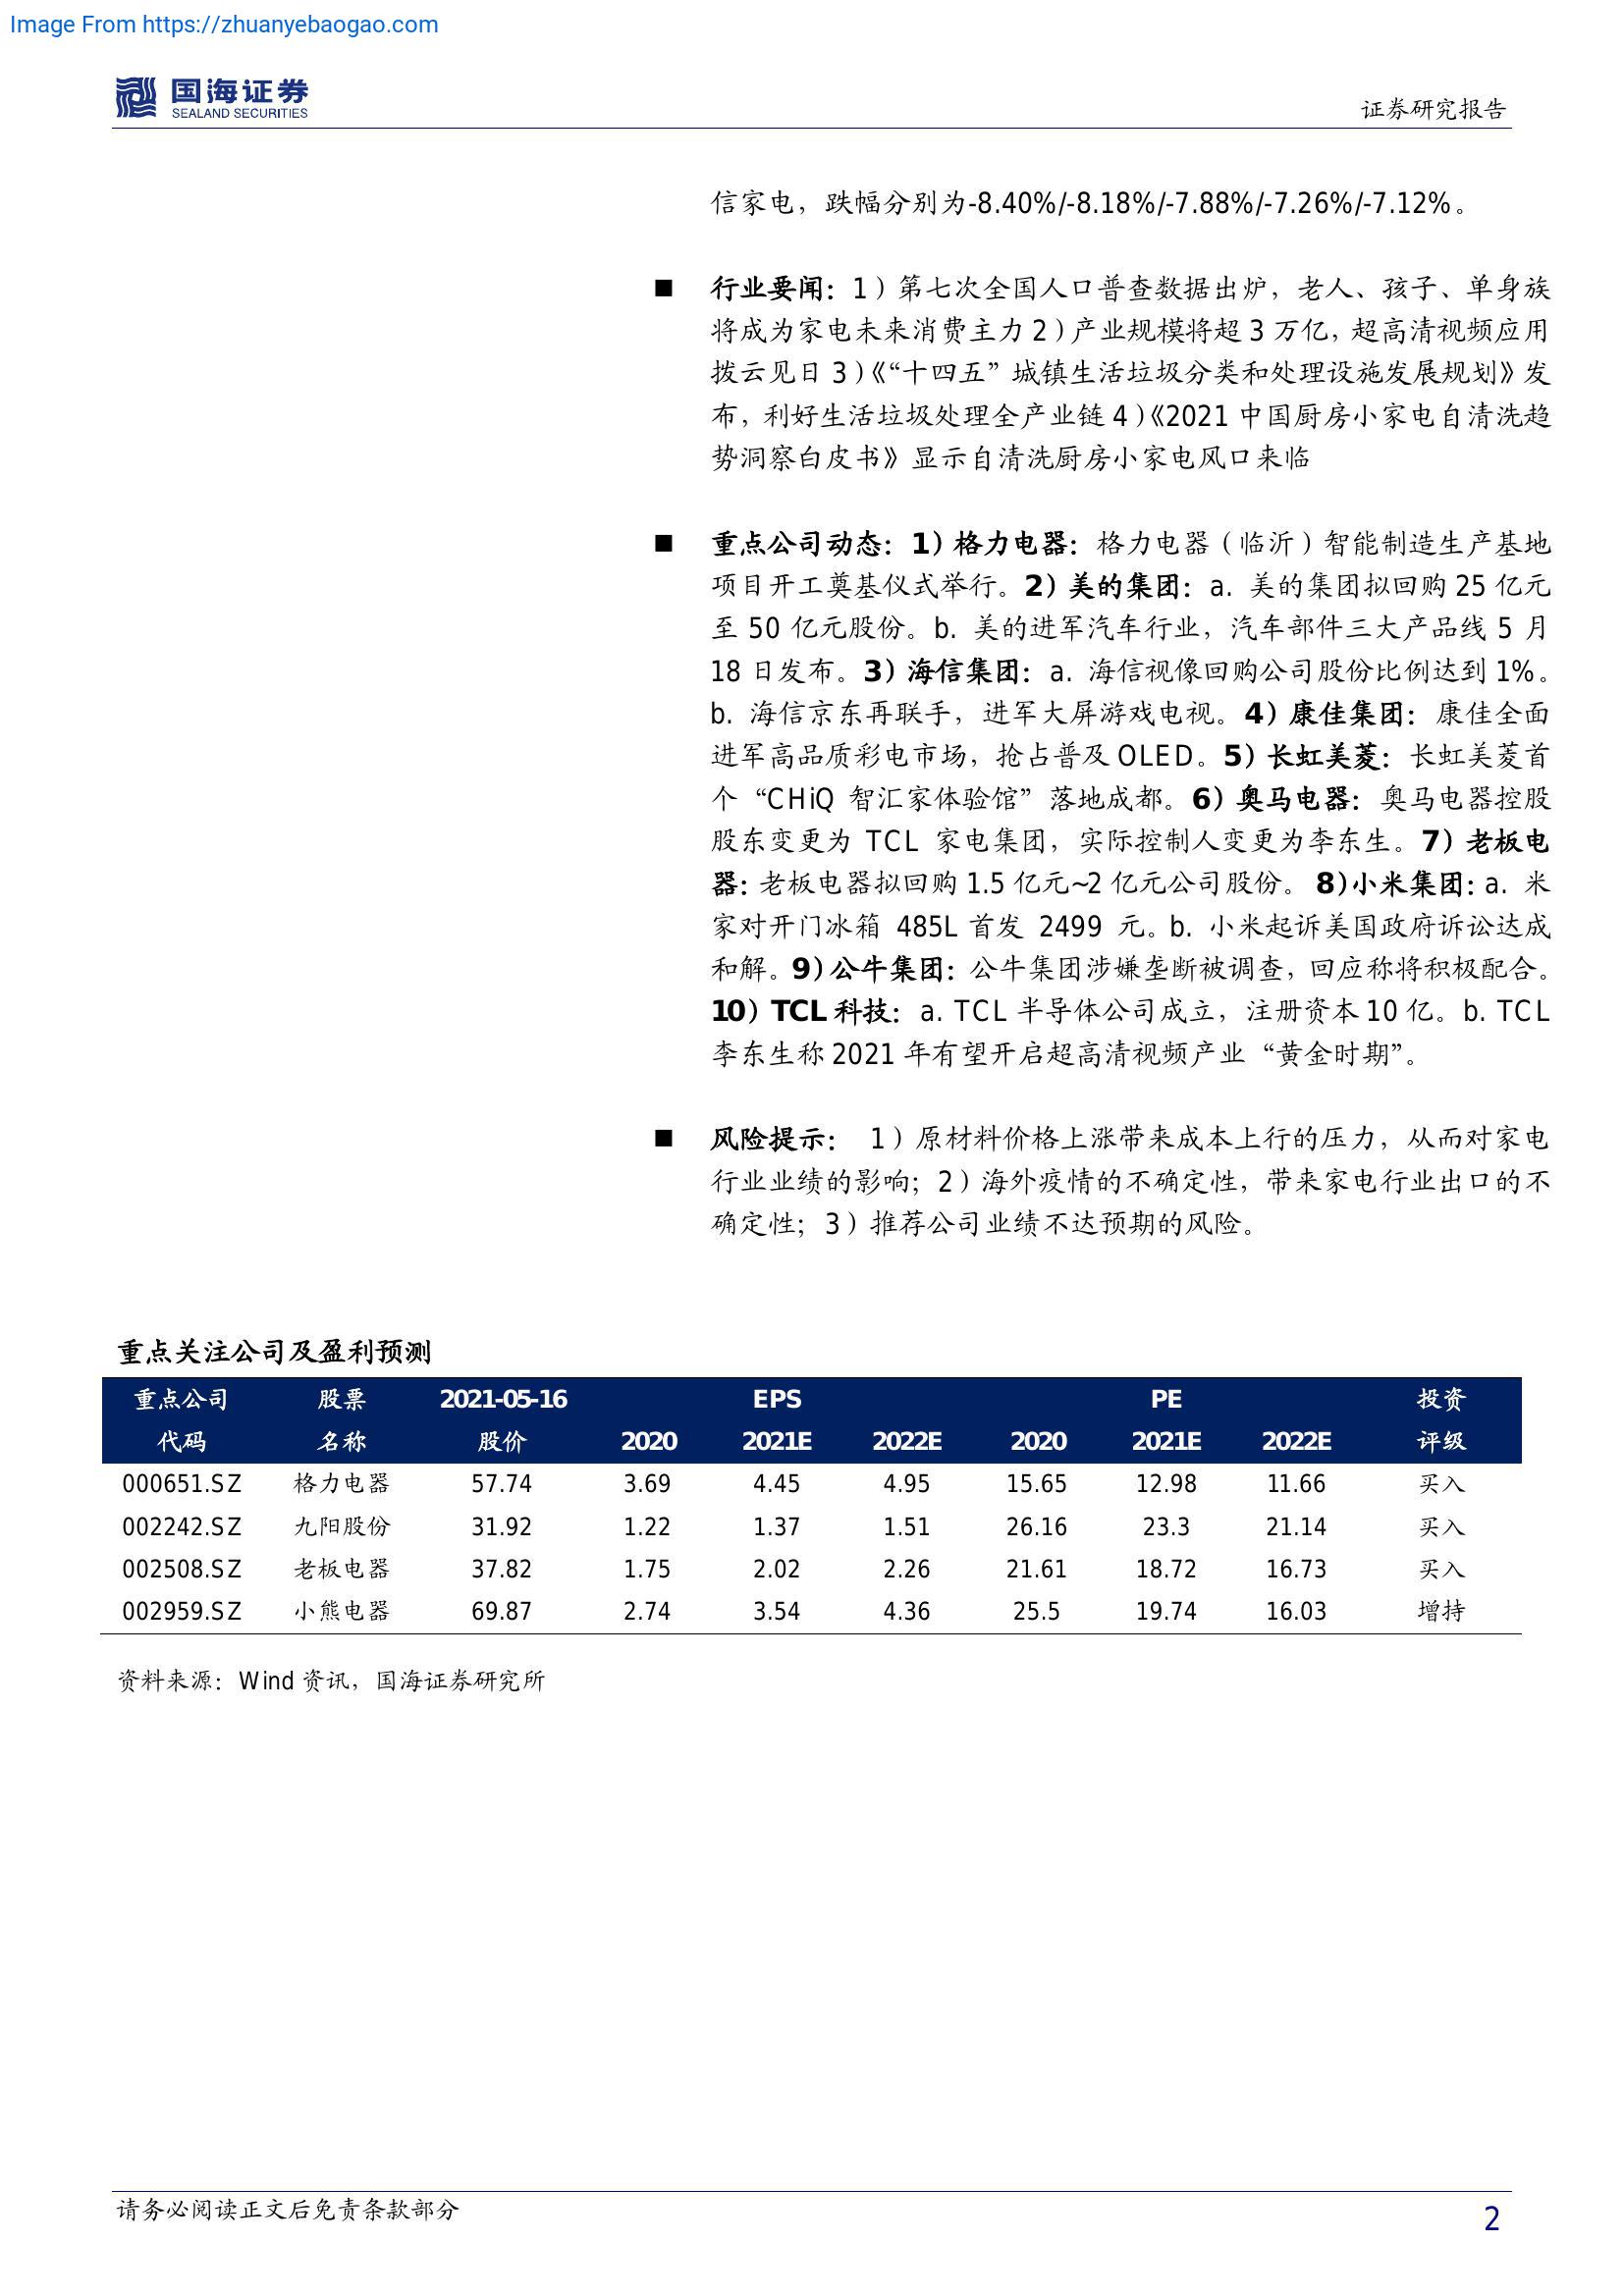 Image From https://zhuanyebaogao.com
国海证券
SEALAND SECURITIES
证券研究报告
信家电，跌幅分别为-8.40%/-8.18%/-7.88%/-7.26%/-7.12%。
■ 行业要闻：1）第七次全国人口普查数据出炉，老人、孩子、单身族
将成为家电未来消费主力 2）产业规模将超 3 万亿，超高清视频应用
拨云见日 3）《“十四五”城镇生活垃圾分类和处理设施发展规划》发
布，利好生活垃圾处理全产业链 4）《2021 中国厨房小家电自清洗趋
势洞察白皮书》显示自清洗厨房小家电风口来临
■ 重点公司动态：1）格力电器：格力电器（临沂）智能制造生产基地
项目开工奠基仪式举行。2）美的集团：a. 美的集团拟回购 25 亿元
至 50 亿元股份。b. 美的进军汽车行业，汽车部件三大产品线 5 月
18 日发布。3）海信集团：a. 海信视像回购公司股份比例达到 1%。
b. 海信京东再联手，进军大屏游戏电视。4）康佳集团：康佳全面
进军高品质彩电市场，抢占普及 OLED。5）长虹美菱：长虹美菱首
个“CHiQ 智汇家体验馆”落地成都。6）奥马电器：奥马电器控股
股东变更为 TCL 家电集团，实际控制人变更为李东生。7）老板电
器：老板电器拟回购 1.5 亿元~2 亿元公司股份。8）小米集团：a. 米
家对开门冰箱 485L 首发 2499 元。b. 小米起诉美国政府诉讼达成
和解。9）公牛集团：公牛集团涉嫌垄断被调查，回应称将积极配合。
10）TCL 科技：a. TCL 半导体公司成立，注册资本 10 亿。b. TCL
李东生称 2021 年有望开启超高清视频产业“黄金时期”。
■ 风险提示： 1）原材料价格上涨带来成本上行的压力，从而对家电
行业业绩的影响；2）海外疫情的不确定性，带来家电行业出口的不
确定性；3）推荐公司业绩不达预期的风险。
重点关注公司及盈利预测
重点公司 股票 2021-05-16 EPS PE 投资
代码 名称 股价 2020 2021E 2022E 2020 2021E 2022E 评级
000651.SZ 格力电器 57.74 3.69 4.45 4.95 15.65 12.98 11.66 买入
002242.SZ 九阳股份 31.92 1.22 1.37 1.51 26.16 23.3 21.14 买入
002508.SZ 老板电器 37.82 1.75 2.02 2.26 21.61 18.72 16.73 买入
002959.SZ 小熊电器 69.87 2.74 3.54 4.36 25.5 19.74 16.03 增持
资料来源：Wind 资讯，国海证券研究所
请务必阅读正文后免责条款部分
2